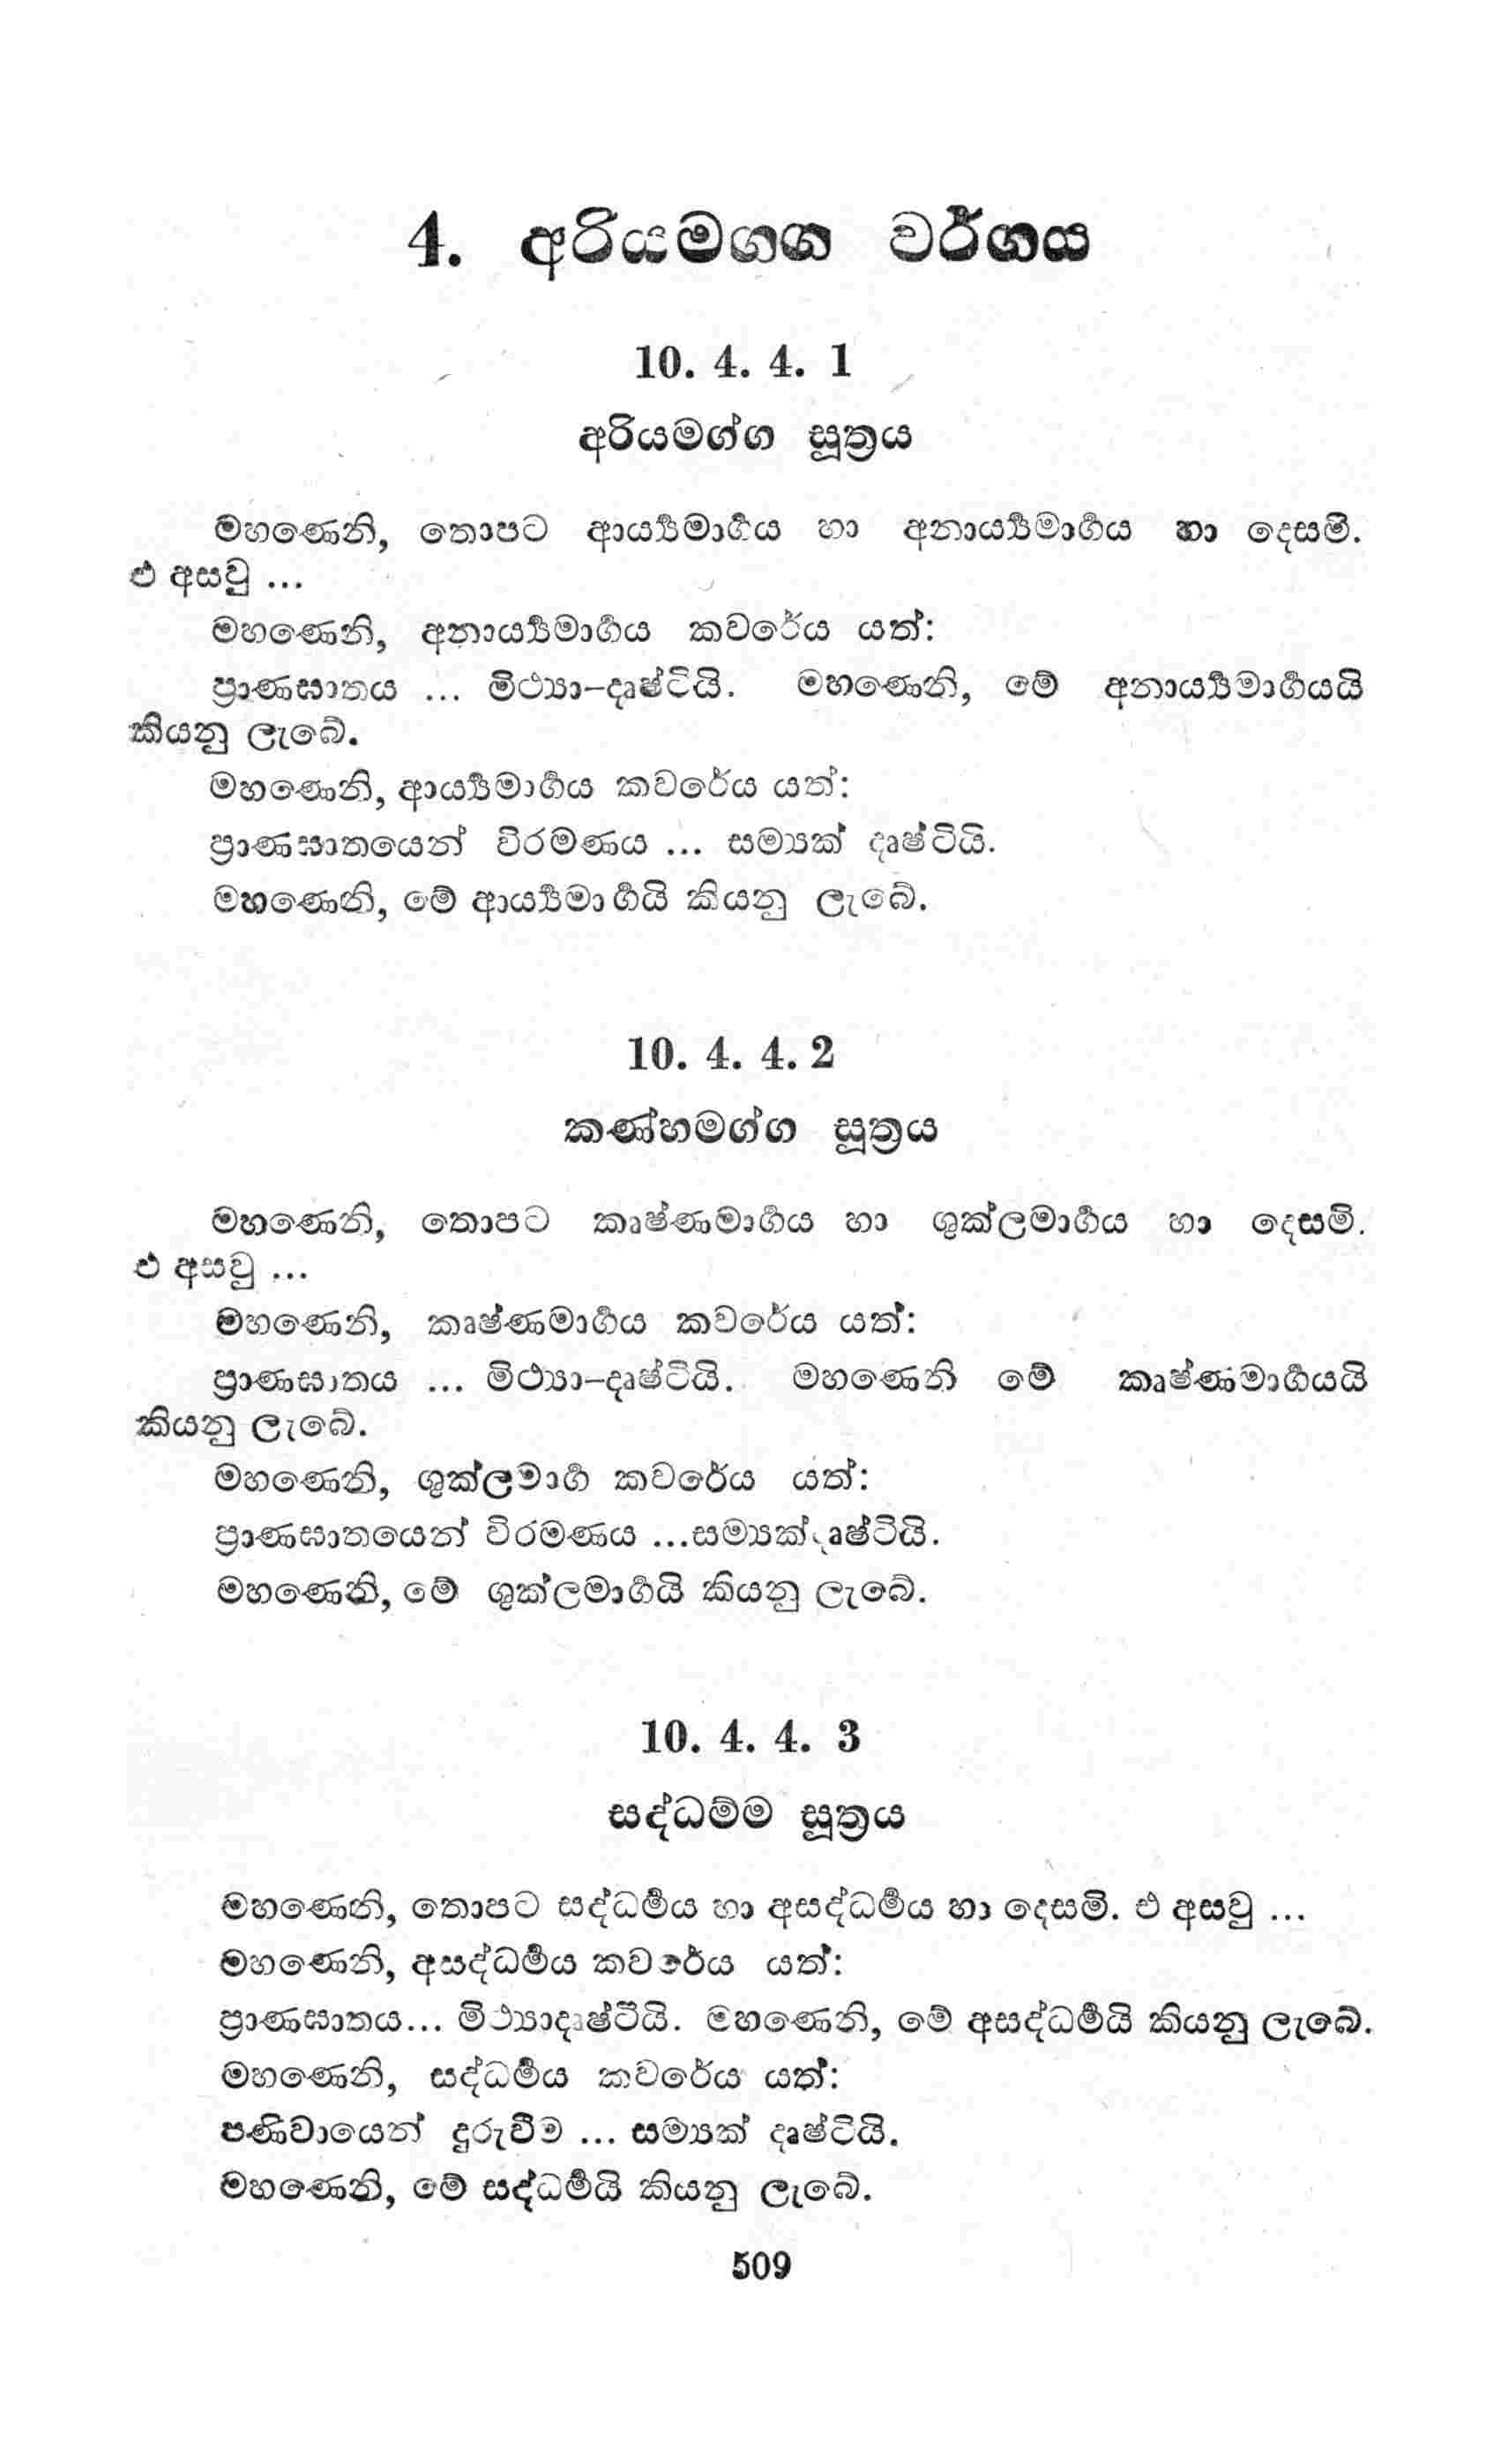 4. අරියමගග වර්ගය
10. 4. 4. 1
අරියමග්ග සූත්‍රය
මහණෙනි, තොපට ආර්‍ය්‍යමාර්‍ගය හා අනාර්‍ය්‍යමාර්‍ගය හා දෙසමි.
එ අසවු ...
මහණෙනි, අනාර්‍ය්‍යමාර්‍ගය කවරේය යත්:
ප්‍රාණඝාතය ... මිථ්‍යා-දෘෂ්ටියි. මහණෙනි, මේ අනාර්‍ය්‍යමාර්‍ගයයි
කියනු ලැබේ.
මහණෙනි, ආර්‍ය්‍යමාර්‍ගය කවරේය යත්:
ප්‍රාණඝාතයෙන් විරමණය ... සම්‍යක් දෘෂ්ටියි.
මහණෙනි, මේ ආර්‍ය්‍යමාර්‍ගයි කියනු ලැබේ.
10. 4. 4. 2
කණ්හමග්ග සූත්‍රය
මහණෙනි, තොපට කෘෂ්ණමාර්‍ගය හා ශුක්ලමාර්‍ගය හා දෙසමි.
එ අසවු ...
මහණෙනි, කෘෂ්ණමාර්‍ගය කවරේය යත්:
ප්‍රාණඝාතය ... මිථ්‍යා-දෘෂ්ටියි. මහණෙනි මේ කෘෂ්ණමාර්‍ගයයි
කියනු ලැබේ.
මහණෙනි, ශුක්ලමාර්‍ග කවරේය යත්:
ප්‍රාණඝාතයෙන් විරමණය ...සම්‍යක්දෘෂ්ටියි.
මහණෙනි, මේ ශුක්ලමාර්‍ගයි කියනු ලැබේ.
10. 4. 4. 3
සද්ධම්ම සූත්‍රය
මහණෙනි, තොපට සද්ධර්‍මය හා අසද්ධර්‍මය හා දෙසමි. එ අසවු ...
මහණෙනි, අසද්ධර්‍මය කවරේය යත්:
ප්‍රාණඝාතය... මිථ්‍යාදෘෂ්ටියි. මහණෙනි, මේ අසද්ධර්‍මයි කියනු ලැබේ.
මහණෙනි, සද්ධර්‍මය කවරේය යත්:
පණිවායෙන් දුරුවීම ... සම්‍යක් දෘෂ්ටියි.
මහණෙනි, මේ සද්ධර්‍මයි කියනු ලැබේ.
509